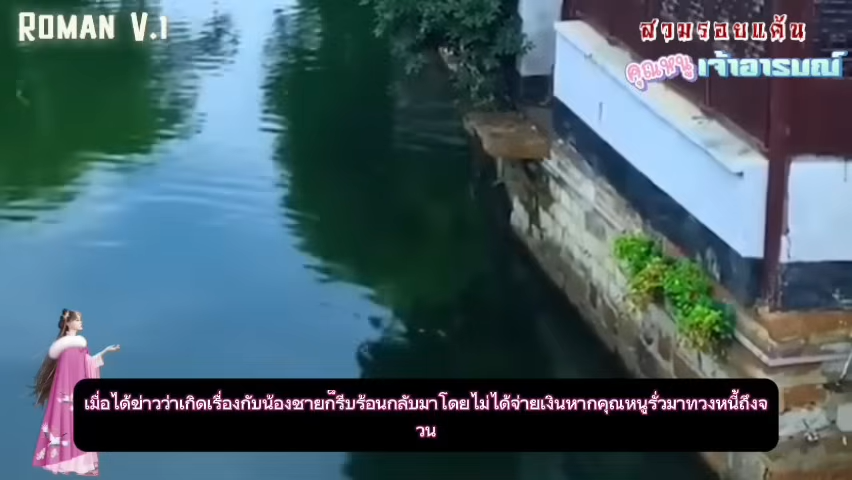 ROMAN V.1
สวมรอยแค้น
คุณหนูเจ้าอารมณ์
เมื่อได้ข่าวว่าเกิดเรื่องกับน้องชายก็รีบร้อนกลับมาโดยไม่ได้จ่ายเงินหากคุณหนูรั่วมาทวงหนี้ถึงจ
วน